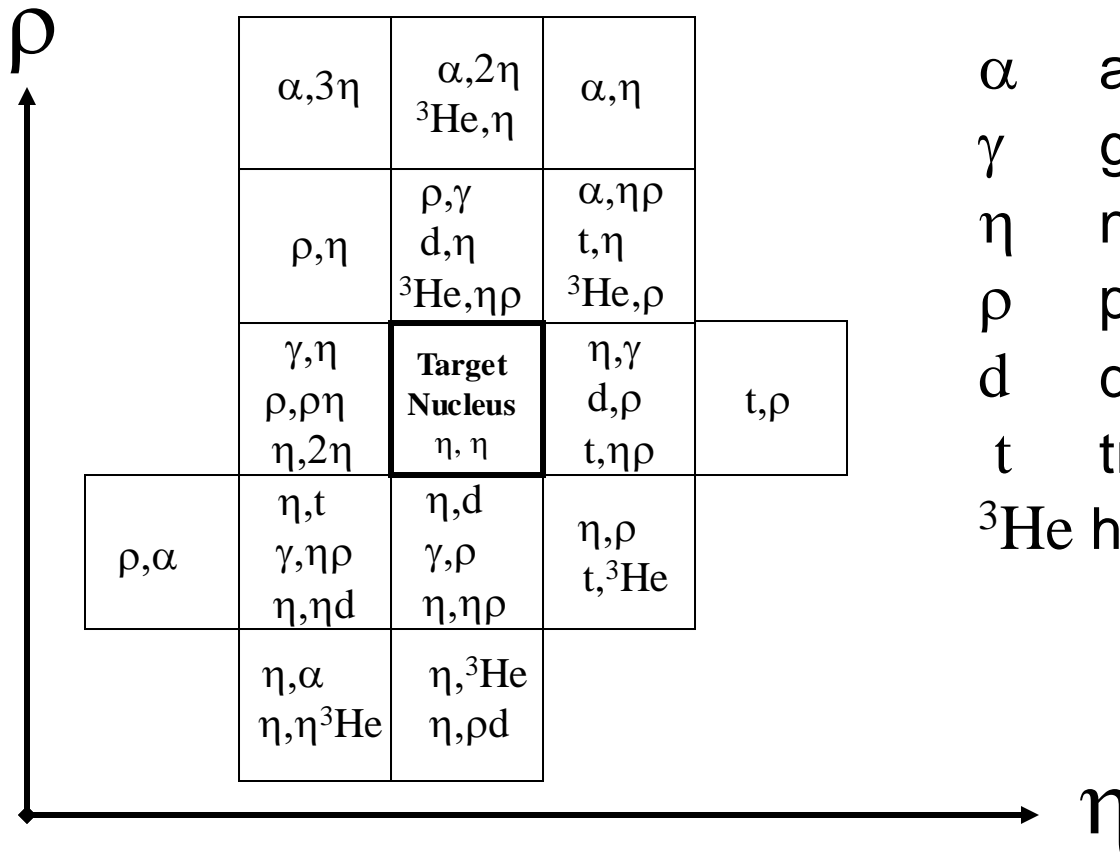 ρ
α,3η
α,2η
³He,η
α,η
ρ,η
ρ,γ
d,η
³He,ηρ
α,ηρ
t,η
³He,ρ
γ,η
ρ,ρη
η,2η
Target
Nucleus
η, η
η,γ
d,ρ
t,ηρ
t,ρ
ρ,α
η,t
γ,ηρ
η,ηd
η,d
γ,ρ
η,ηρ
η,ρ
t,³He
η,α
η,η³He
η,³He
η,ρd
η
α
γ
η
ρ
d
t
³He